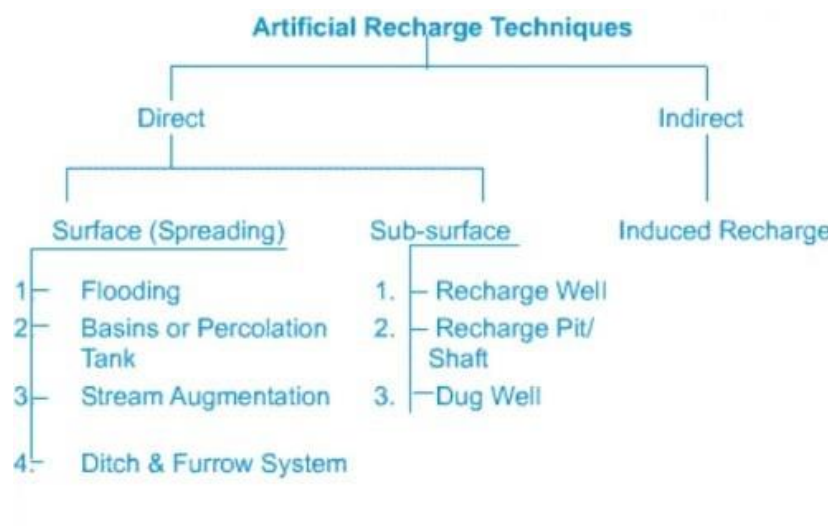 Artificial Recharge Techniques
Direct
Indirect
Surface (Spreading)
Sub-surface
Induced Recharge
1 Flooding
2 Basins or Percolation
Tank
3 Stream Augmentation
4. Ditch & Furrow System
1. Recharge Well
2. Recharge Pit/
Shaft
3. Dug Well